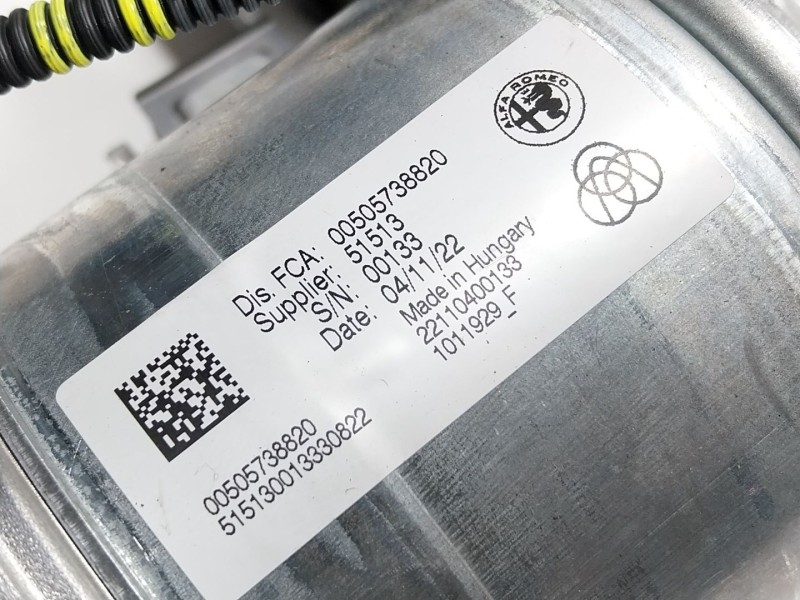 ALFA ROMEO
Dis. FCA: 00505738820
Supplier: 51513
S/N: 00133
Date: 04/11/22
Made in Hungary
22110400133
1011929_F
00505738820
515130013330822